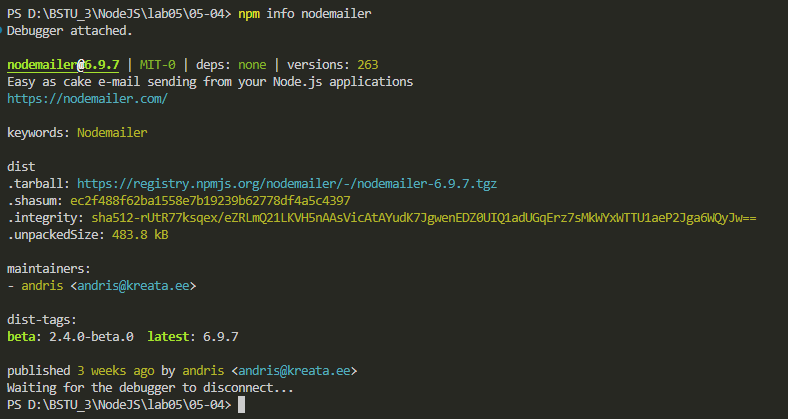 PS D:\BSTU_3\NodeJS\lab05\05-04> npm info nodemailer
Debugger attached.
nodemailer@6.9.7 | MIT-0 | deps: none | versions: 263
Easy as cake e-mail sending from your Node.js applications
https://nodemailer.com/
keywords: Nodemailer
dist
.tarball: https://registry.npmjs.org/nodemailer/-/nodemailer-6.9.7.tgz
.shasum: ec2f488f62ba1558e7b19239b62778df4a5c4397
.integrity: sha512-rUtR77ksqex/eZRLmQ21LKVH5nAAsVicAtAYudK7JgwenEDZ0UIQ1adUGqErz7sMkWYxWTTU1aeP2Jga6WQyJw==
.unpackedSize: 483.8 kB
maintainers:
- andris <andris@kreata.ee>
dist-tags:
beta: 2.4.0-beta.0 latest: 6.9.7
published 3 weeks ago by andris <andris@kreata.ee>
Waiting for the debugger to disconnect...
PS D:\BSTU_3\NodeJS\lab05\05-04>